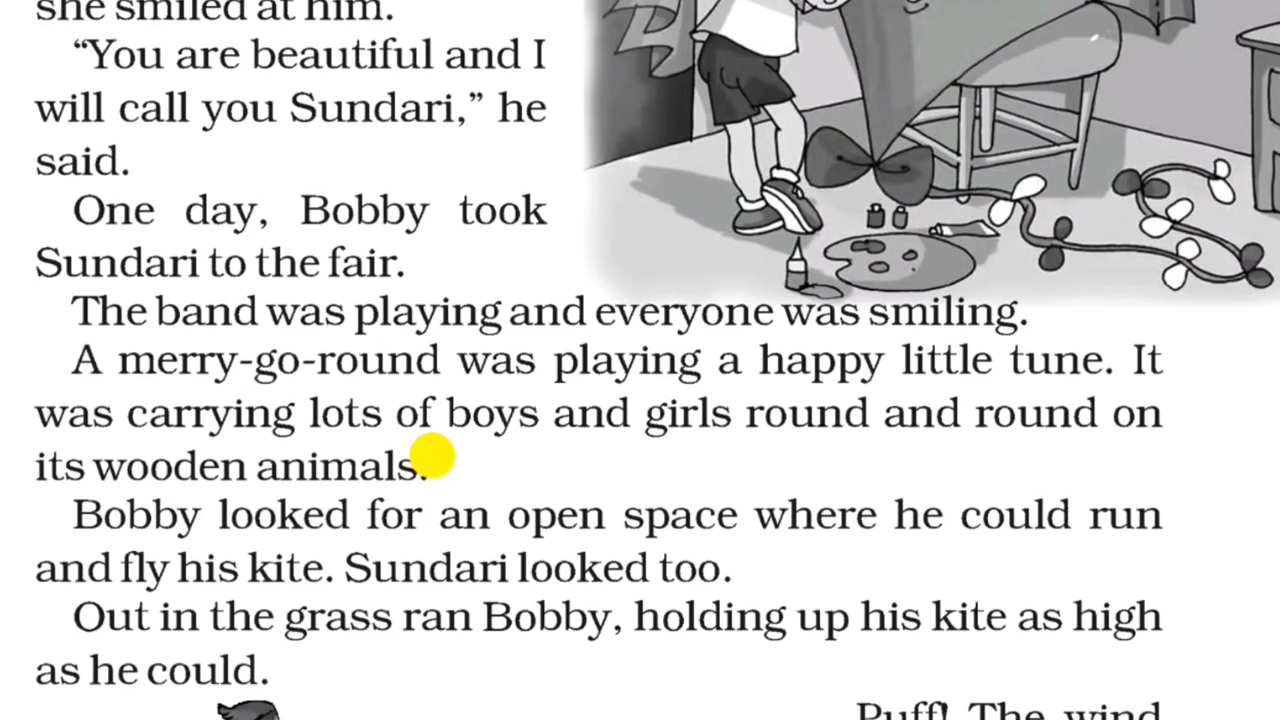 she smiled at him.
“You are beautiful and I
will call you Sundari,” he
said.
One day, Bobby took
Sundari to the fair.
The band was playing and everyone was smiling.
A merry-go-round was playing a happy little tune. It
was carrying lots of boys and girls round and round on
its wooden animals.
Bobby looked for an open space where he could run
and fly his kite. Sundari looked too.
Out in the grass ran Bobby, holding up his kite as high
as he could.
Puff! The wind